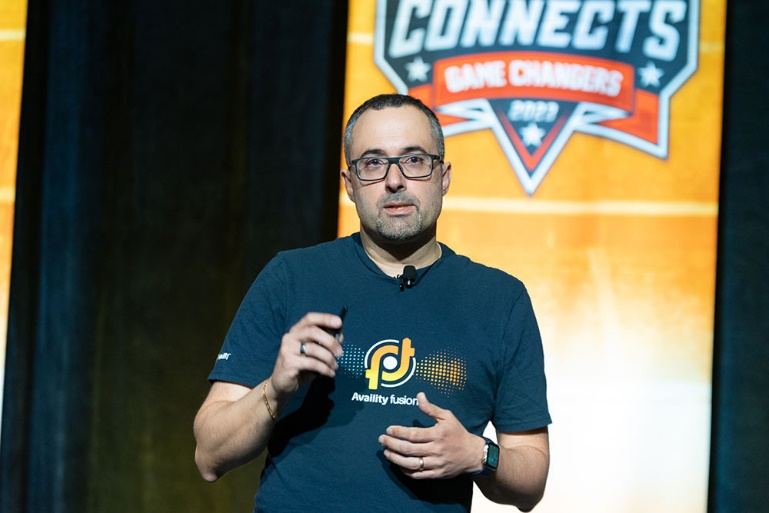 CONNECTS
GAME CHANGERS
2023
Availity fusion